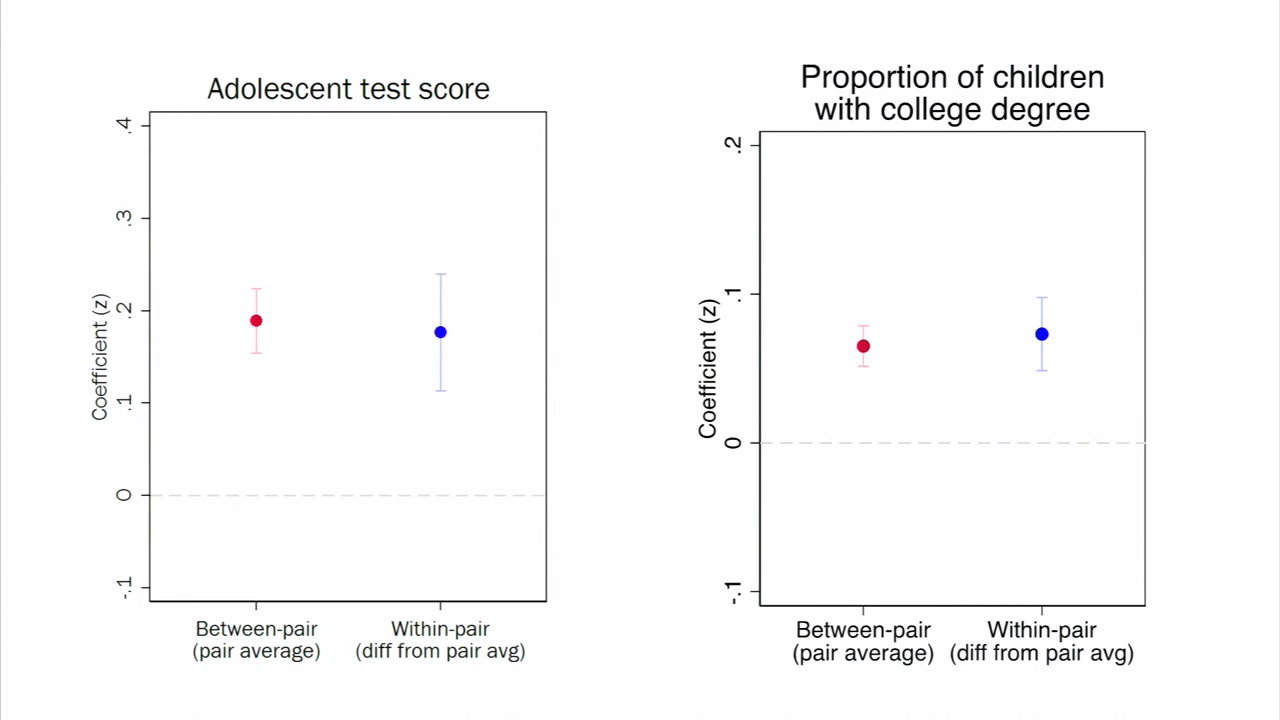 Adolescent test score
.4
.3
.2
.1
0
-.1
Coefficient (z)
Between-pair
(pair average)
Within-pair
(diff from pair avg)
Proportion of children
with college degree
.2
.1
0
-.1
Coefficient (z)
Between-pair
(pair average)
Within-pair
(diff from pair avg)